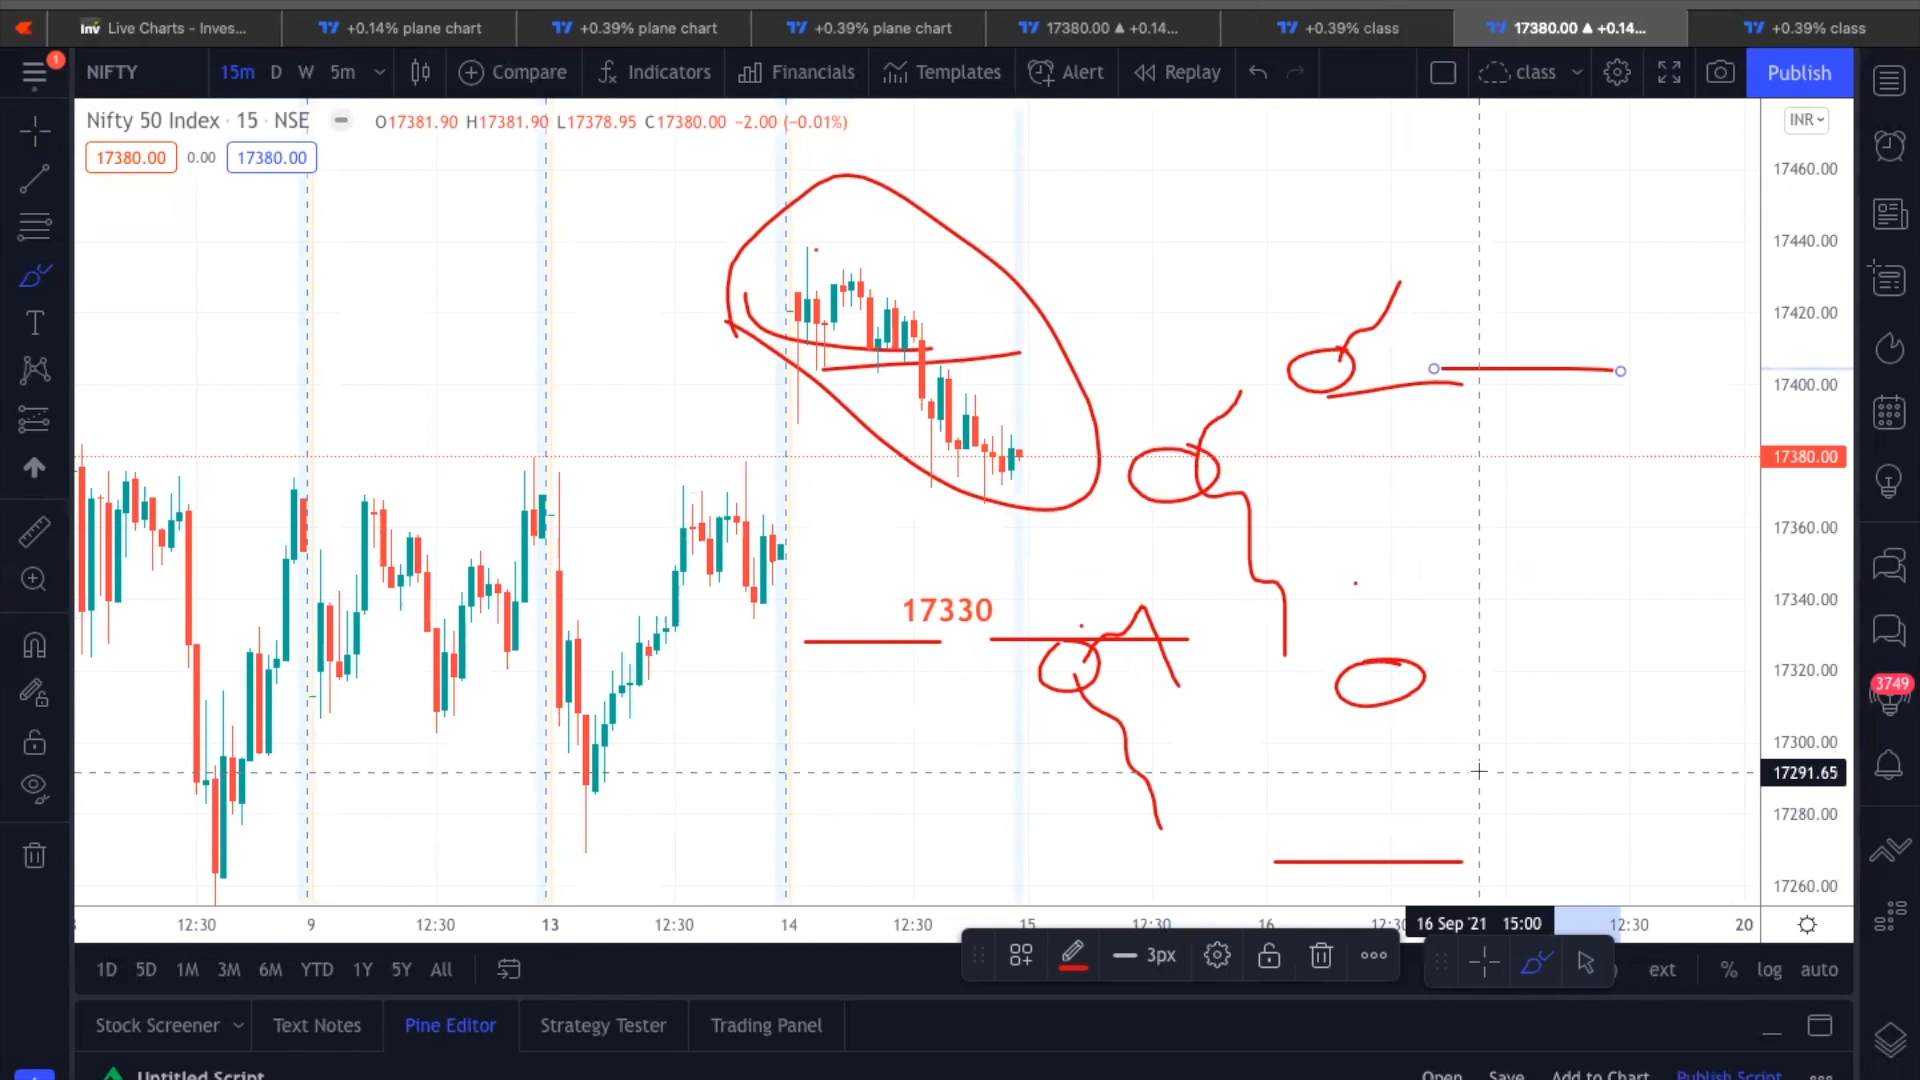 inv Live Charts - Inves...
+0.14% plane chart
+0.39% plane chart
+0.39% plane chart
17380.00 ▲ +0.14...
+0.39% class
17380.00 ▲ +0.14...
+0.39% class
1
NIFTY
15m D W 5m
Compare
Indicators
Financials
Templates
Alert
Replay
class
Publish
Nifty 50 Index · 15 · NSE
O17381.90 H17381.90 L17378.95 C17380.00 −2.00 (−0.01%)
INR
17380.00 0.00 17380.00
17460.00
17440.00
17420.00
17400.00
17380.00
17360.00
17340.00
17330
17320.00
3749
17300.00
17291.65
17280.00
17260.00
12:30 9 12:30 13 12:30 14 12:30 15 12:30 16 12:30 16 Sep '21 15:00 12:30 20
3px
1D 5D 1M 3M 6M YTD 1Y 5Y All
ext % log auto
Stock Screener Text Notes Pine Editor Strategy Tester Trading Panel
Untitled Script
Open Save Add to Chart Publish Script